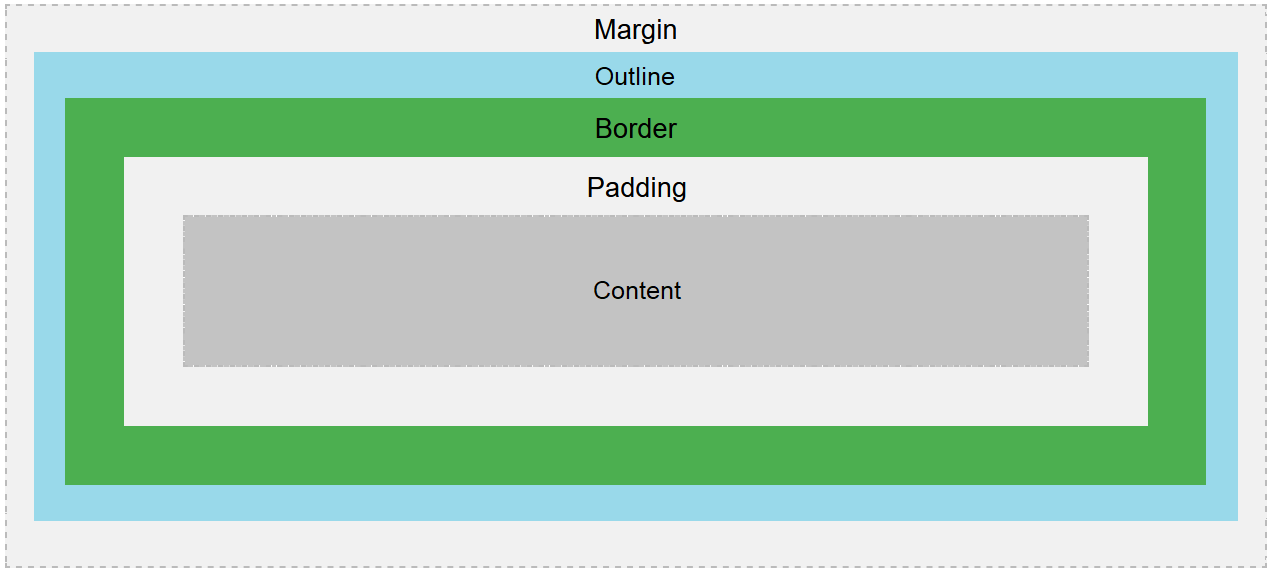 Margin
Outline
Border
Padding
Content